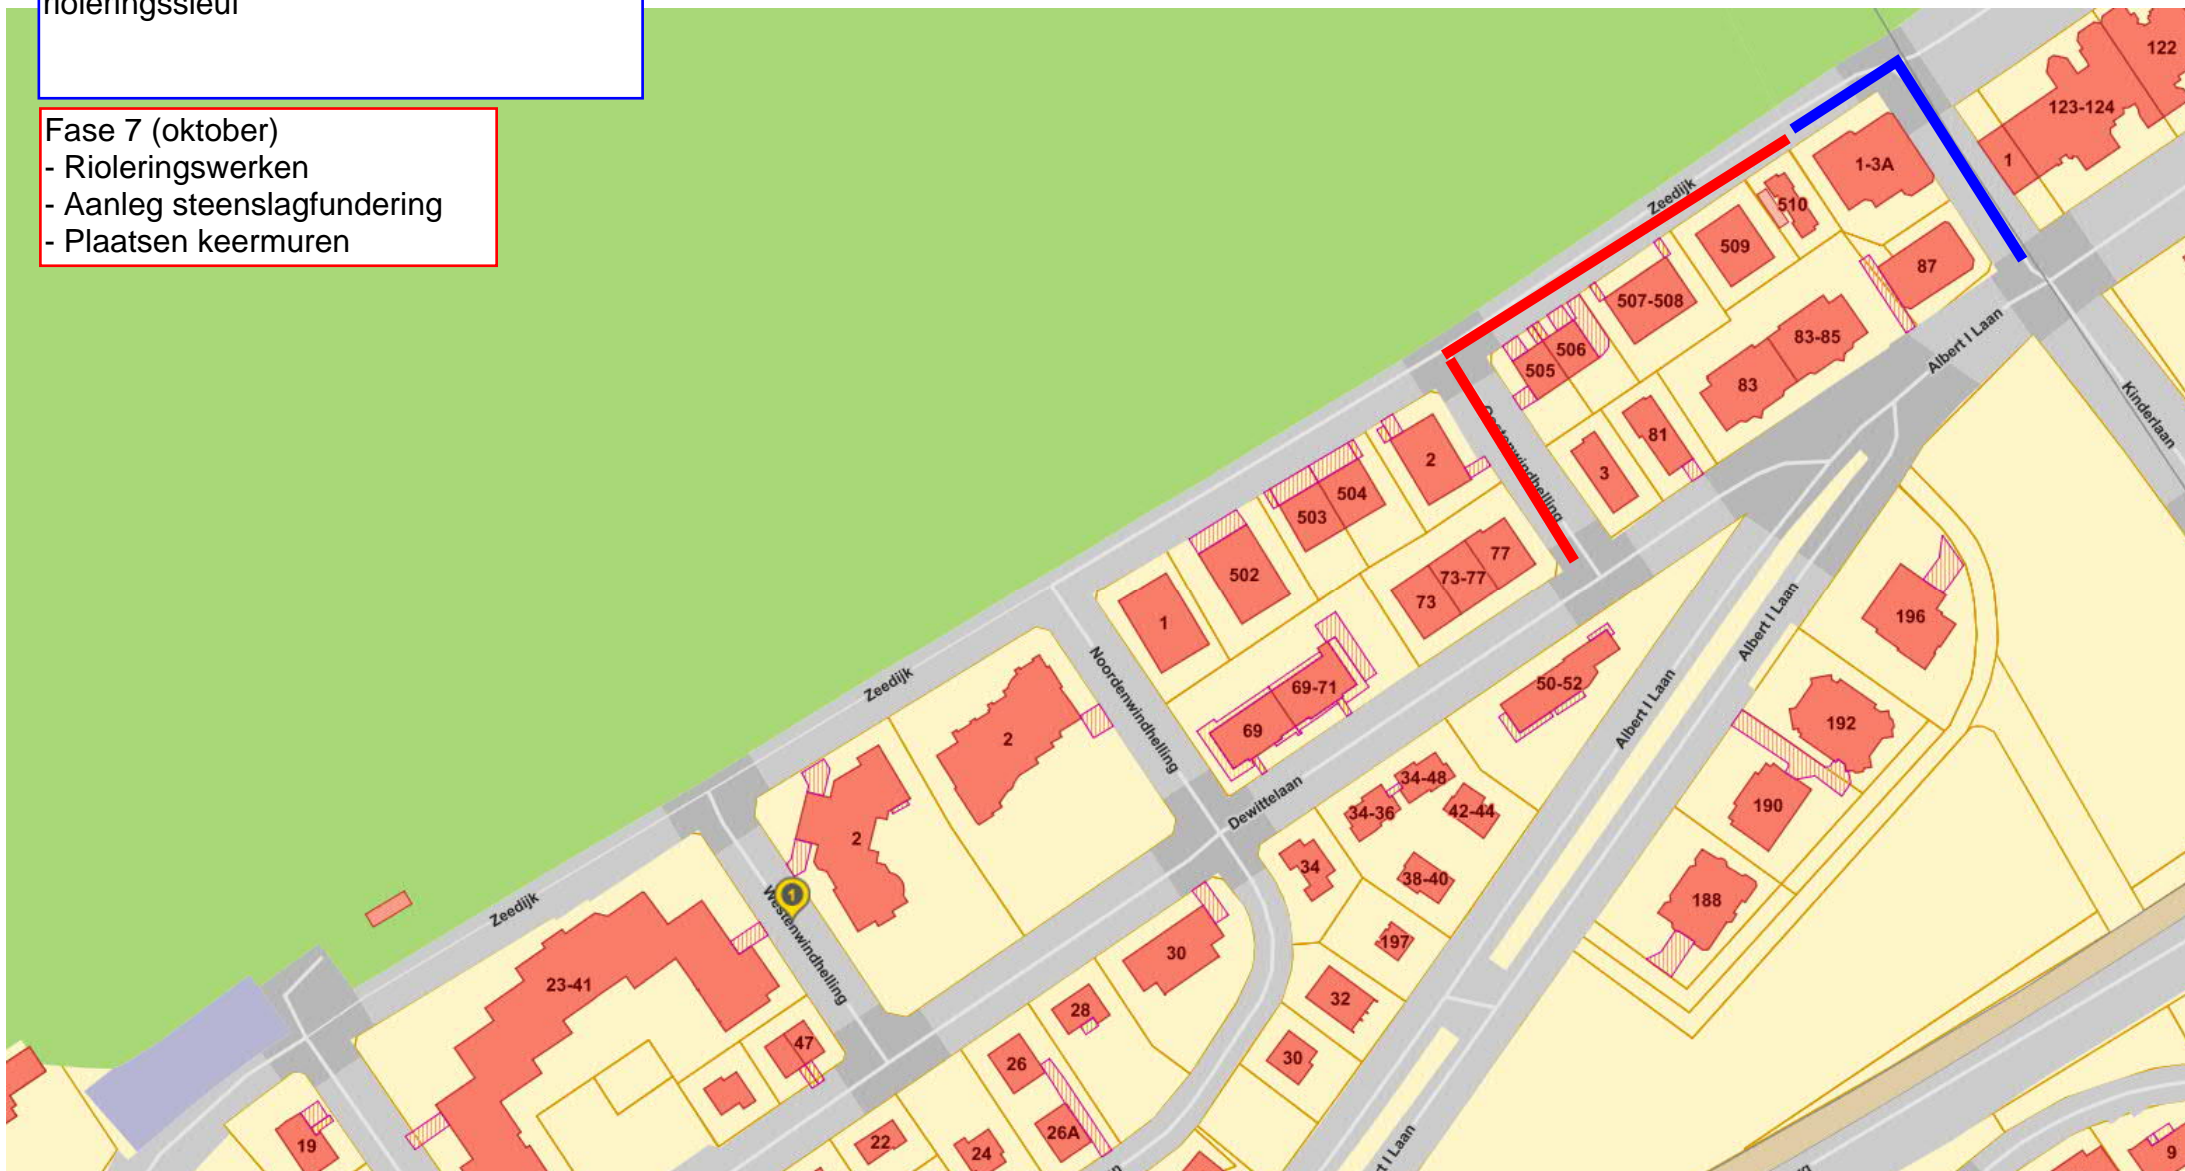 rioleringssleuf
Fase 7 (oktober)
- Rioleringswerken
- Aanleg steenslagfundering
- Plaatsen keermuren
122
123-124
1
1-3A
Zeedijk
510
509
87
507-508
506
505
83-85
83
Albert I Laan
Kinderlaan
81
3
Oostenwindhelling
2
504
503
502
77
73-77
73
1
196
Albert I Laan
Zeedijk
Noordenwindhelling
69-71
69
50-52
Albert I Laan
192
2
190
34-48
34-36
42-44
Dewittelaan
2
34
38-40
1
Westenwindhelling
188
Zeedijk
197
30
23-41
32
28
47
26
30
26A
19
22
24
t I Laan
9